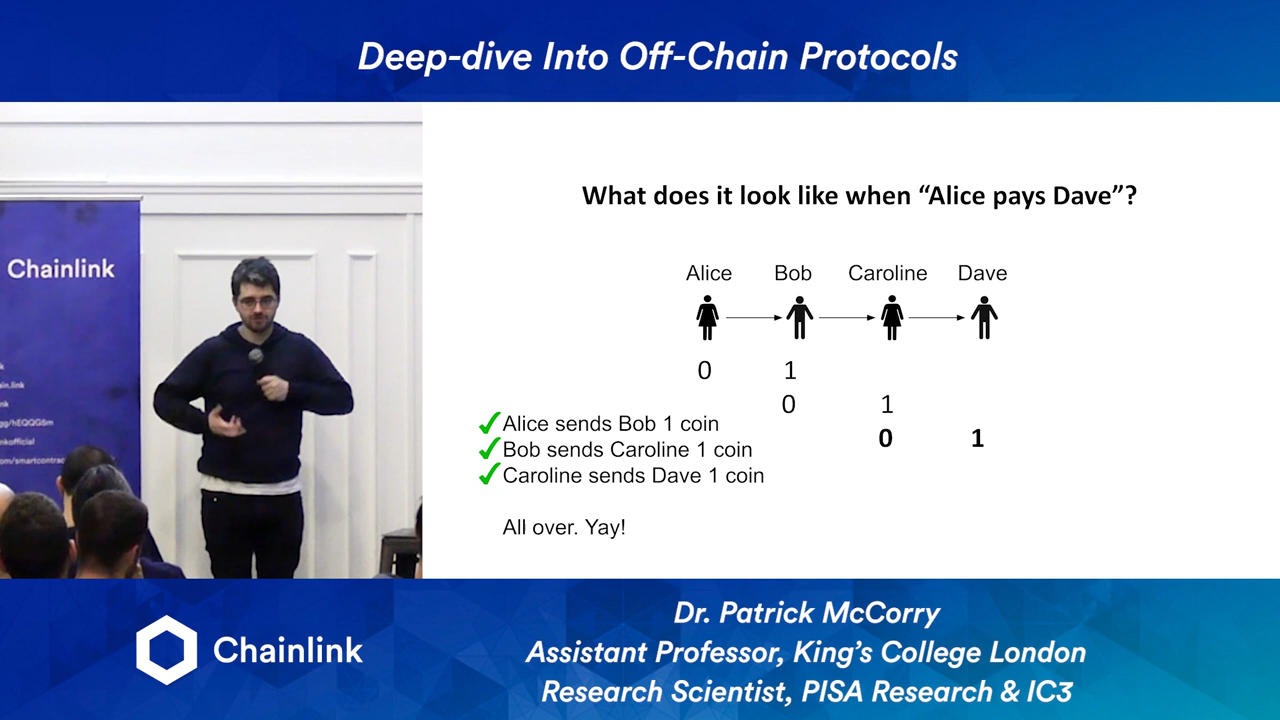 Deep-dive Into Off-Chain Protocols
Chainlink
ain.link
What does it look like when “Alice pays Dave”?
Alice Bob Caroline Dave
0 1
0 1
0 1
Alice sends Bob 1 coin
Bob sends Caroline 1 coin
Caroline sends Dave 1 coin
All over. Yay!
Chainlink
Dr. Patrick McCorry
Assistant Professor, King’s College London
Research Scientist, PISA Research & IC3